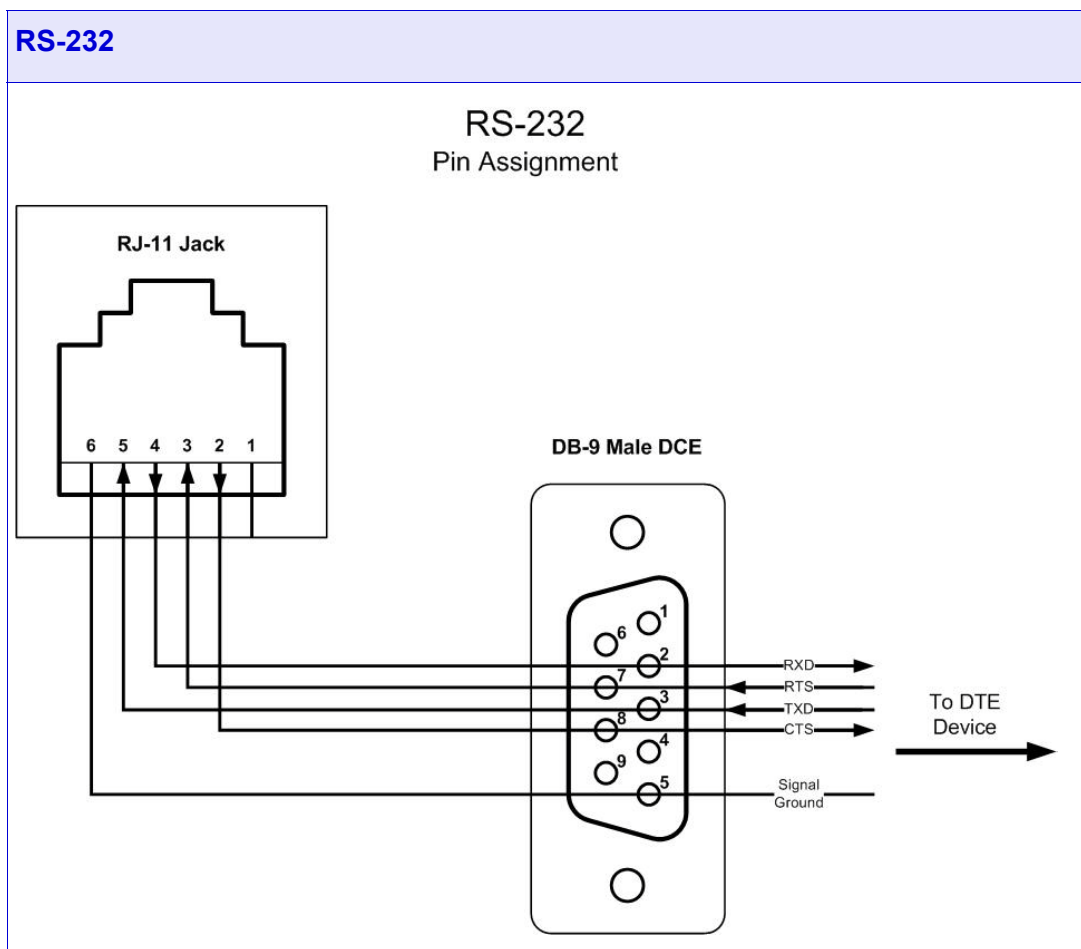 RS-232
RS-232
Pin Assignment
RJ-11 Jack
6 5 4 3 2 1
DB-9 Male DCE
1
6
2
7
3
8
4
9
5
RXD
RTS
TXD
CTS
Signal
Ground
To DTE
Device